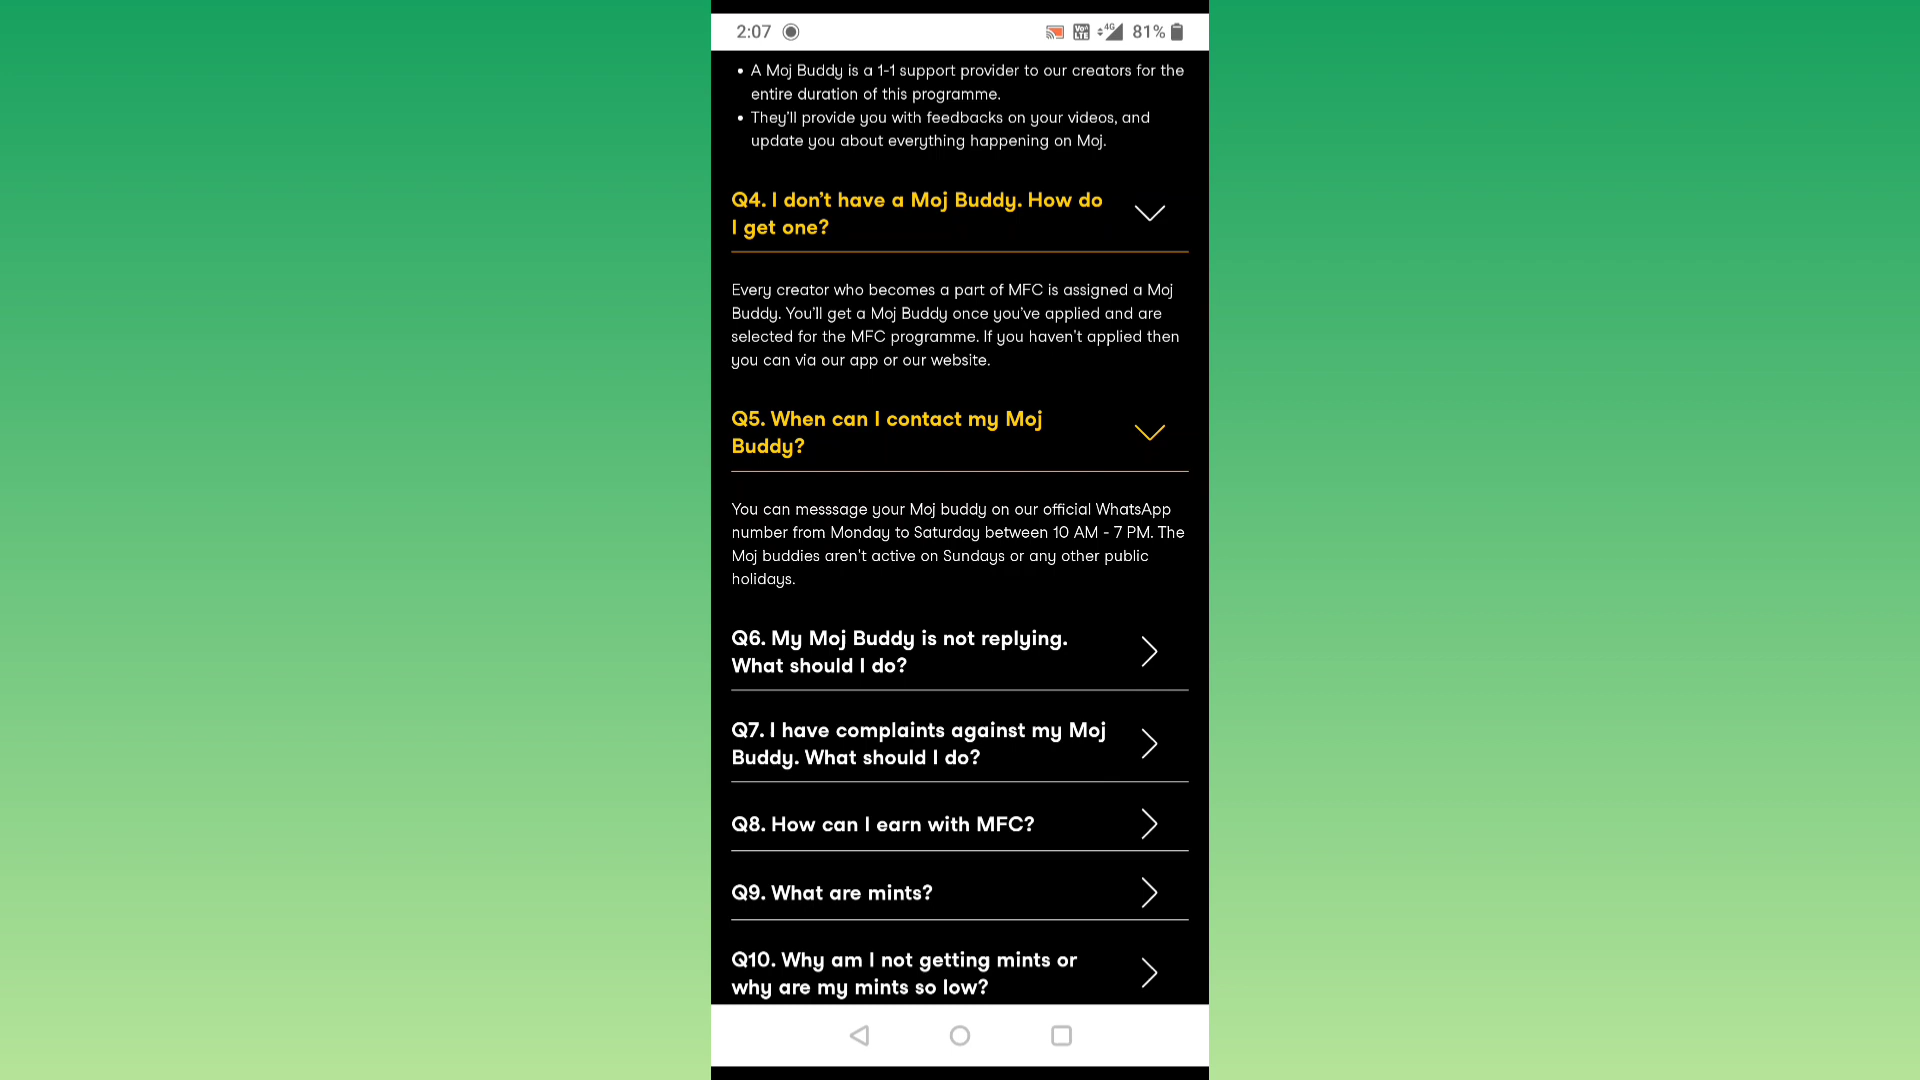 2:07 81%
• A Moj Buddy is a 1-1 support provider to our creators for the
entire duration of this programme.
• They'll provide you with feedbacks on your videos, and
update you about everything happening on Moj.
Q4. I don't have a Moj Buddy. How do
I get one?
Every creator who becomes a part of MFC is assigned a Moj
Buddy. You'll get a Moj Buddy once you've applied and are
selected for the MFC programme. If you haven't applied then
you can via our app or our website.
Q5. When can I contact my Moj
Buddy?
You can messsage your Moj buddy on our official WhatsApp
number from Monday to Saturday between 10 AM - 7 PM. The
Moj buddies aren't active on Sundays or any other public
holidays.
Q6. My Moj Buddy is not replying.
What should I do?
Q7. I have complaints against my Moj
Buddy. What should I do?
Q8. How can I earn with MFC?
Q9. What are mints?
Q10. Why am I not getting mints or
why are my mints so low?